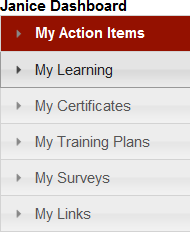 Janice Dashboard
My Action Items
My Learning
My Certificates
My Training Plans
My Surveys
My Links